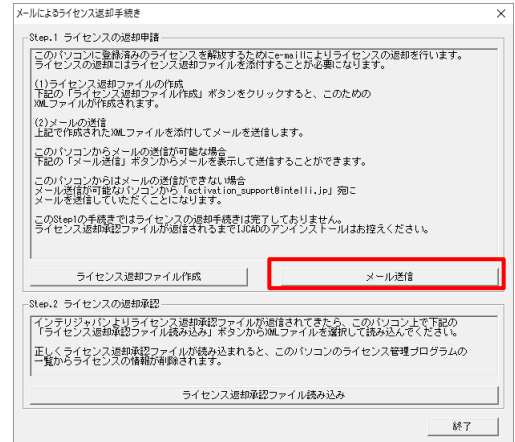 メールによるライセンス返却手続き
Step.1 ライセンスの返却申請
このパソコンに登録済みのライセンスを解放するためにe-mailによりライセンスの返却を行います。
ライセンスの返却にはライセンス返却ファイルを添付することが必要になります。
(1)ライセンス返却ファイルの作成
下記の「ライセンス返却ファイル作成」ボタンをクリックすると、このための
XMLファイルが作成されます。
(2)メールの送信
上記で作成されたXMLファイルを添付してメールを送信します。
このパソコンからメールの送信が可能な場合
下記の「メール送信」ボタンからメールを表示して送信することができます。
このパソコンからはメールの送信ができない場合
メール送信が可能なパソコンから「activation_support@intelli.jp」宛に
メールを送信していただくことになります。
このStep1の手続きではライセンスの返却手続きは完了しておりません。
ライセンス返却承認ファイルが返信されるまでIJCADのアンインストールはお控えください。
ライセンス返却ファイル作成
メール送信
Step.2 ライセンスの返却承認
インテリジャパンよりライセンス返却承認ファイルが返信されてきたら、このパソコン上で下記の
「ライセンス返却承認ファイル読み込み」ボタンからXMLファイルを選択して読み込んでください。
正しくライセンス返却承認ファイルが読み込まれると、このパソコンのライセンス管理プログラムの
一覧からライセンスの情報が削除されます。
ライセンス返却承認ファイル読み込み
終了